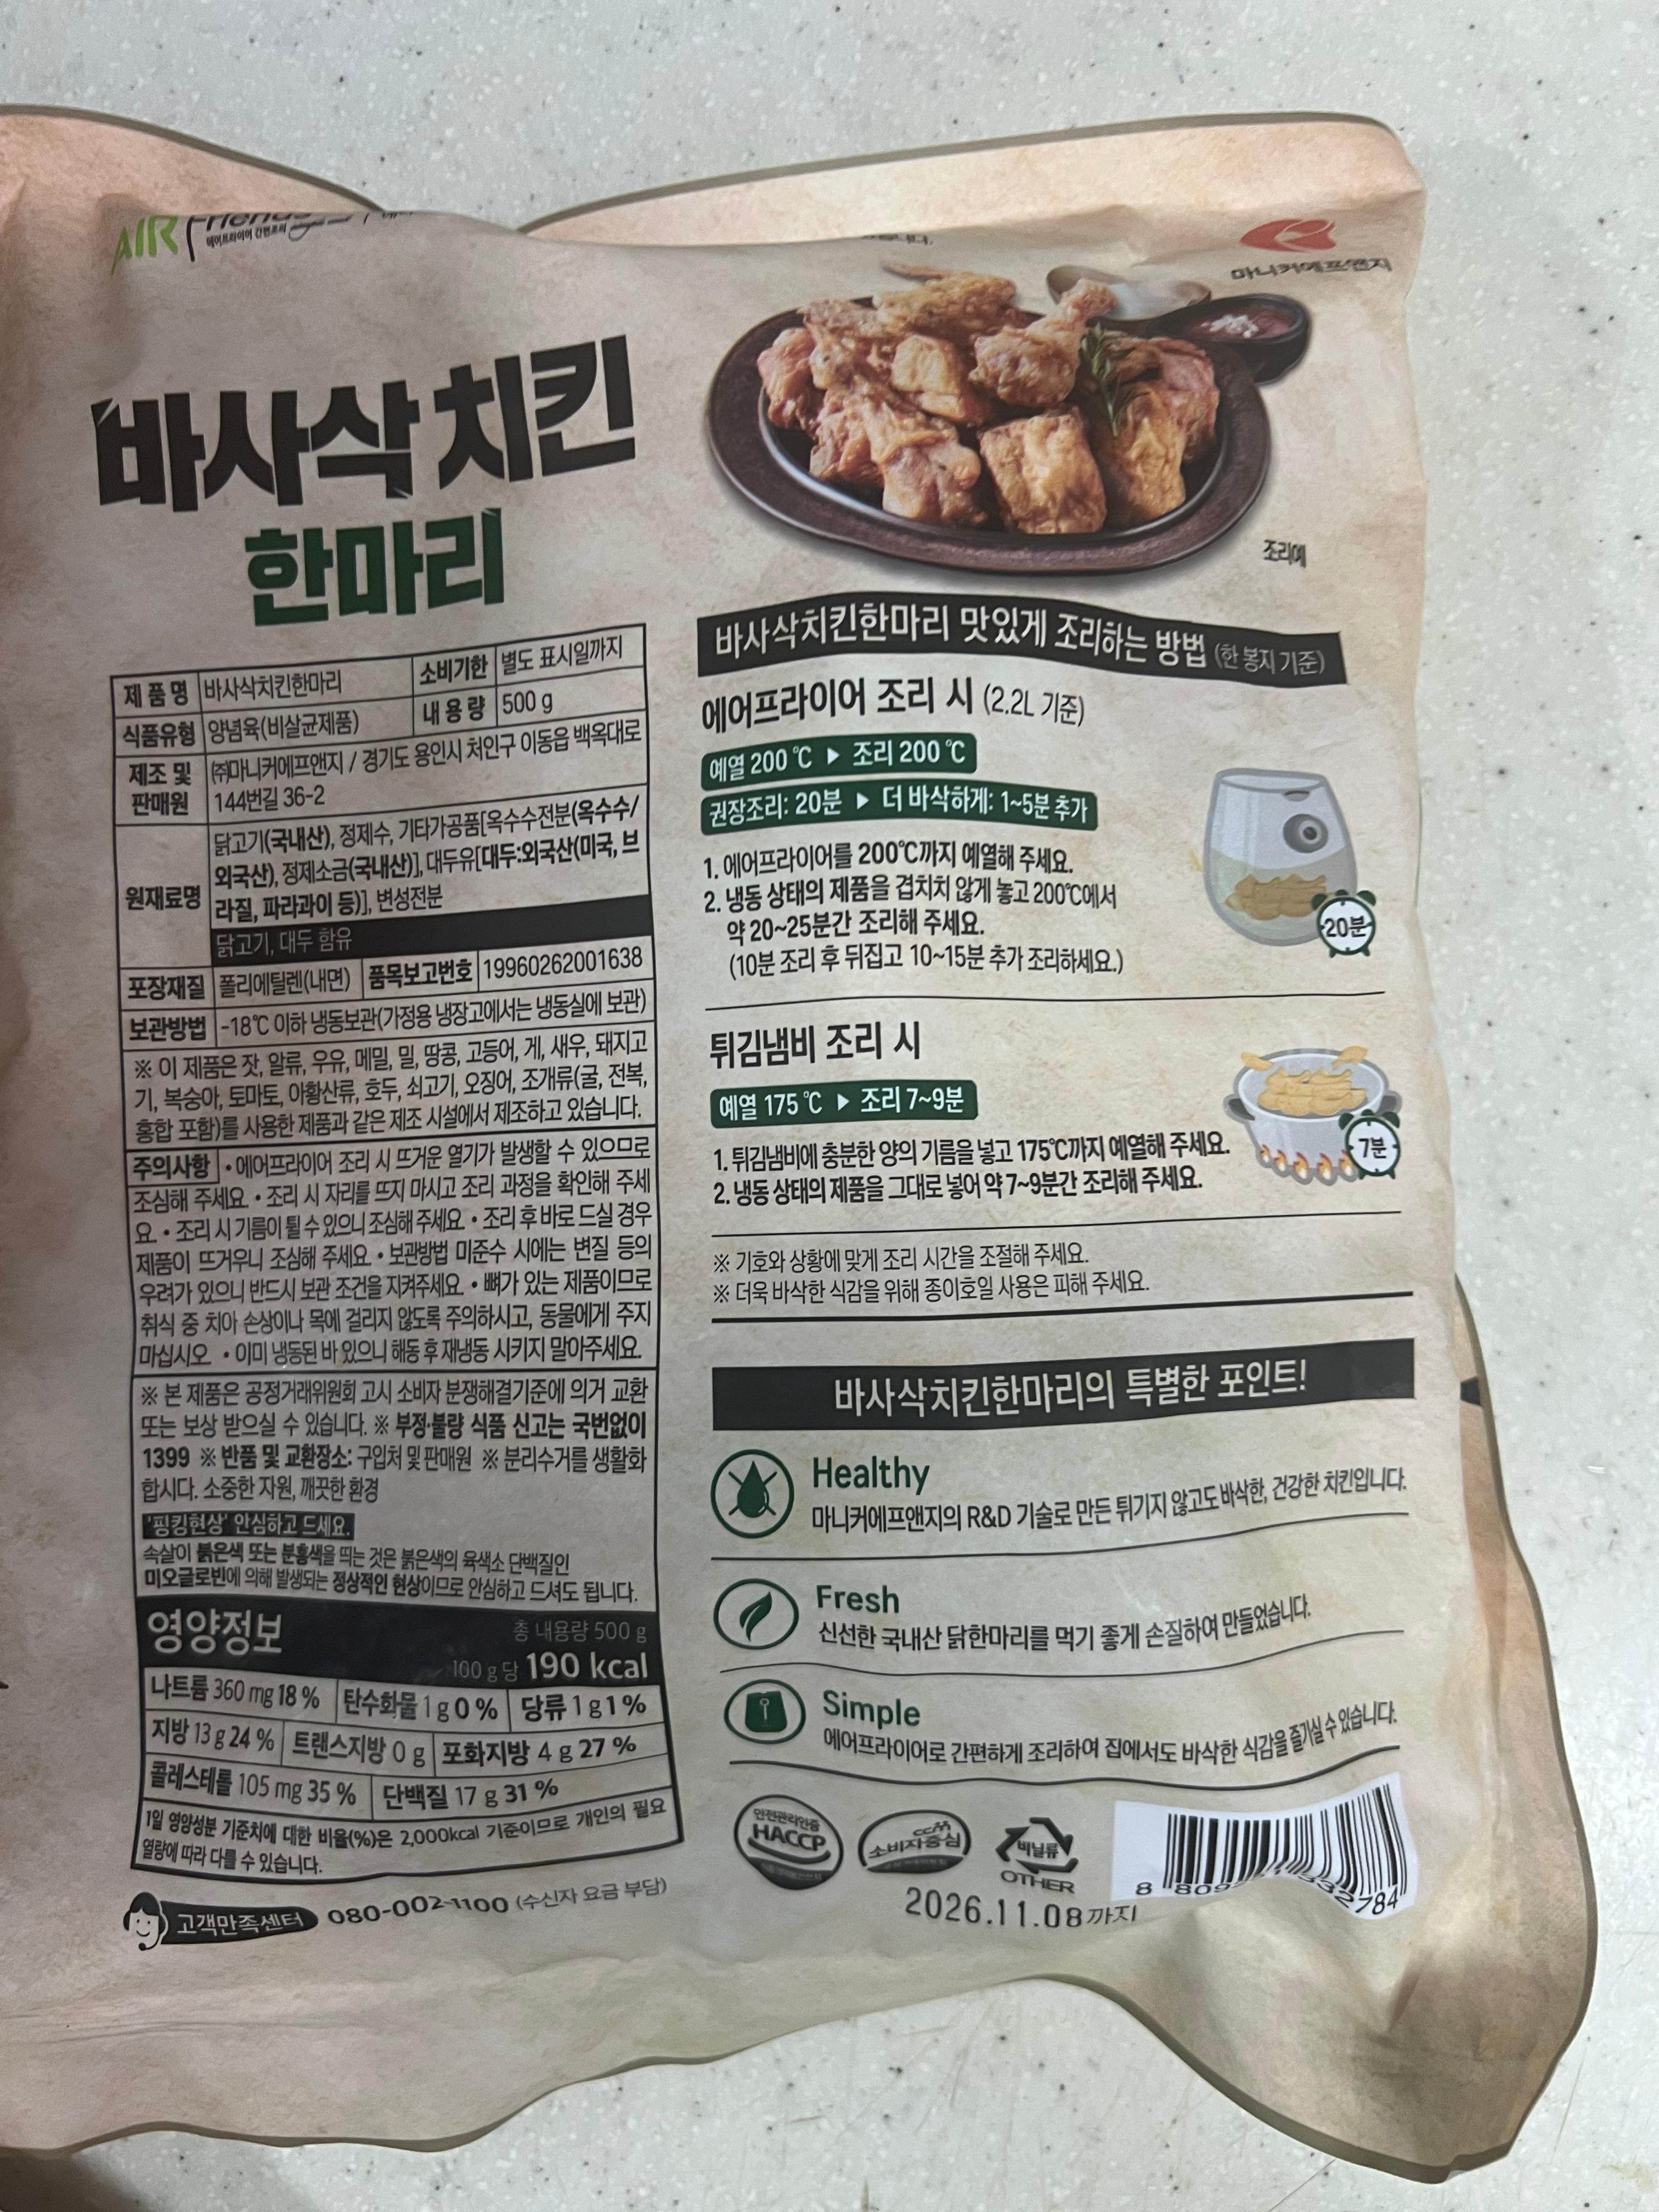 AIR Friends
에어프라이어 간편조리
마니커에프앤지
바사삭 치킨
한마리
조리예
제 품 명 바사삭치킨한마리 소비기한 별도 표시일까지
식품유형 양념육(비살균제품) 내 용 량 500 g
제조 및 판매원 ㈜마니커에프앤지 / 경기도 용인시 처인구 이동읍 백옥대로
144번길 36-2
원재료명 닭고기(국내산), 정제수, 기타가공품[옥수수전분(옥수수/
외국산), 정제소금(국내산)], 대두유[대두:외국산(미국, 브
라질, 파라과이 등)], 변성전분
닭고기, 대두 함유
포장재질 폴리에틸렌(내면) 품목보고번호 19960262001638
보관방법 -18℃ 이하 냉동보관(가정용 냉장고에서는 냉동실에 보관)
※ 이 제품은 잣, 알류, 우유, 메밀, 밀, 땅콩, 고등어, 게, 새우, 돼지고
기, 복숭아, 토마토, 아황산류, 호두, 쇠고기, 오징어, 조개류(굴, 전복,
홍합 포함)를 사용한 제품과 같은 제조 시설에서 제조하고 있습니다.
주의사항 • 에어프라이어 조리 시 뜨거운 열기가 발생할 수 있으므로
조심해 주세요. • 조리 시 자리를 뜨지 마시고 조리 과정을 확인해 주세
요. • 조리 시 기름이 튈 수 있으니 조심해 주세요. • 조리 후 바로 드실 경우
제품이 뜨거우니 조심해 주세요. • 보관방법 미준수 시에는 변질 등의
우려가 있으니 반드시 보관 조건을 지켜주세요. • 뼈가 있는 제품이므로
취식 중 치아 손상이나 목에 걸리지 않도록 주의하시고, 동물에게 주지
마십시오. • 이미 냉동된 바 있으니 해동 후 재냉동 시키지 말아주세요.
※ 본 제품은 공정거래위원회 고시 소비자 분쟁해결기준에 의거 교환
또는 보상 받으실 수 있습니다. ※ 부정·불량 식품 신고는 국번없이
1399 ※ 반품 및 교환장소: 구입처 및 판매원 ※ 분리수거를 생활화
합시다. 소중한 자원, 깨끗한 환경
'핑킹현상' 안심하고 드세요.
속살이 붉은색 또는 분홍색을 띄는 것은 붉은색의 육색소 단백질인
미오글로빈에 의해 발생되는 정상적인 현상이므로 안심하고 드셔도 됩니다.
영양정보 총 내용량 500 g
100 g 당 190 kcal
나트륨 360 mg 18 % 탄수화물 1 g 0 % 당류 1 g 1 %
지방 13 g 24 % 트랜스지방 0 g 포화지방 4 g 27 %
콜레스테롤 105 mg 35 % 단백질 17 g 31 %
1일 영양성분 기준치에 대한 비율(%)은 2,000kcal 기준이므로 개인의 필요
열량에 따라 다를 수 있습니다.
고객만족센터 080-002-1100 (수신자 요금 부담)
바사삭치킨한마리 맛있게 조리하는 방법 (한 봉지 기준)
에어프라이어 조리 시 (2.2L 기준)
예열 200 ℃ ▶ 조리 200 ℃
권장조리: 20분 ▶ 더 바삭하게: 1~5분 추가
1. 에어프라이어를 200℃까지 예열해 주세요.
2. 냉동 상태의 제품을 겹치치 않게 놓고 200℃에서
약 20~25분간 조리해 주세요.
(10분 조리 후 뒤집고 10~15분 추가 조리하세요.)
20분
튀김냄비 조리 시
예열 175 ℃ ▶ 조리 7~9분
1. 튀김냄비에 충분한 양의 기름을 넣고 175℃까지 예열해 주세요.
2. 냉동 상태의 제품을 그대로 넣어 약 7~9분간 조리해 주세요.
7분
※ 기호와 상황에 맞게 조리 시간을 조절해 주세요.
※ 더욱 바삭한 식감을 위해 종이호일 사용은 피해 주세요.
바사삭치킨한마리의 특별한 포인트!
Healthy
마니커에프앤지의 R&D 기술로 만든 튀기지 않고도 바삭한, 건강한 치킨입니다.
Fresh
신선한 국내산 닭한마리를 먹기 좋게 손질하여 만들었습니다.
Simple
에어프라이어로 간편하게 조리하여 집에서도 바삭한 식감을 즐기실 수 있습니다.
안전관리인증
HACCP
CCM
소비자중심
비닐류
OTHER
2026.11.08까지